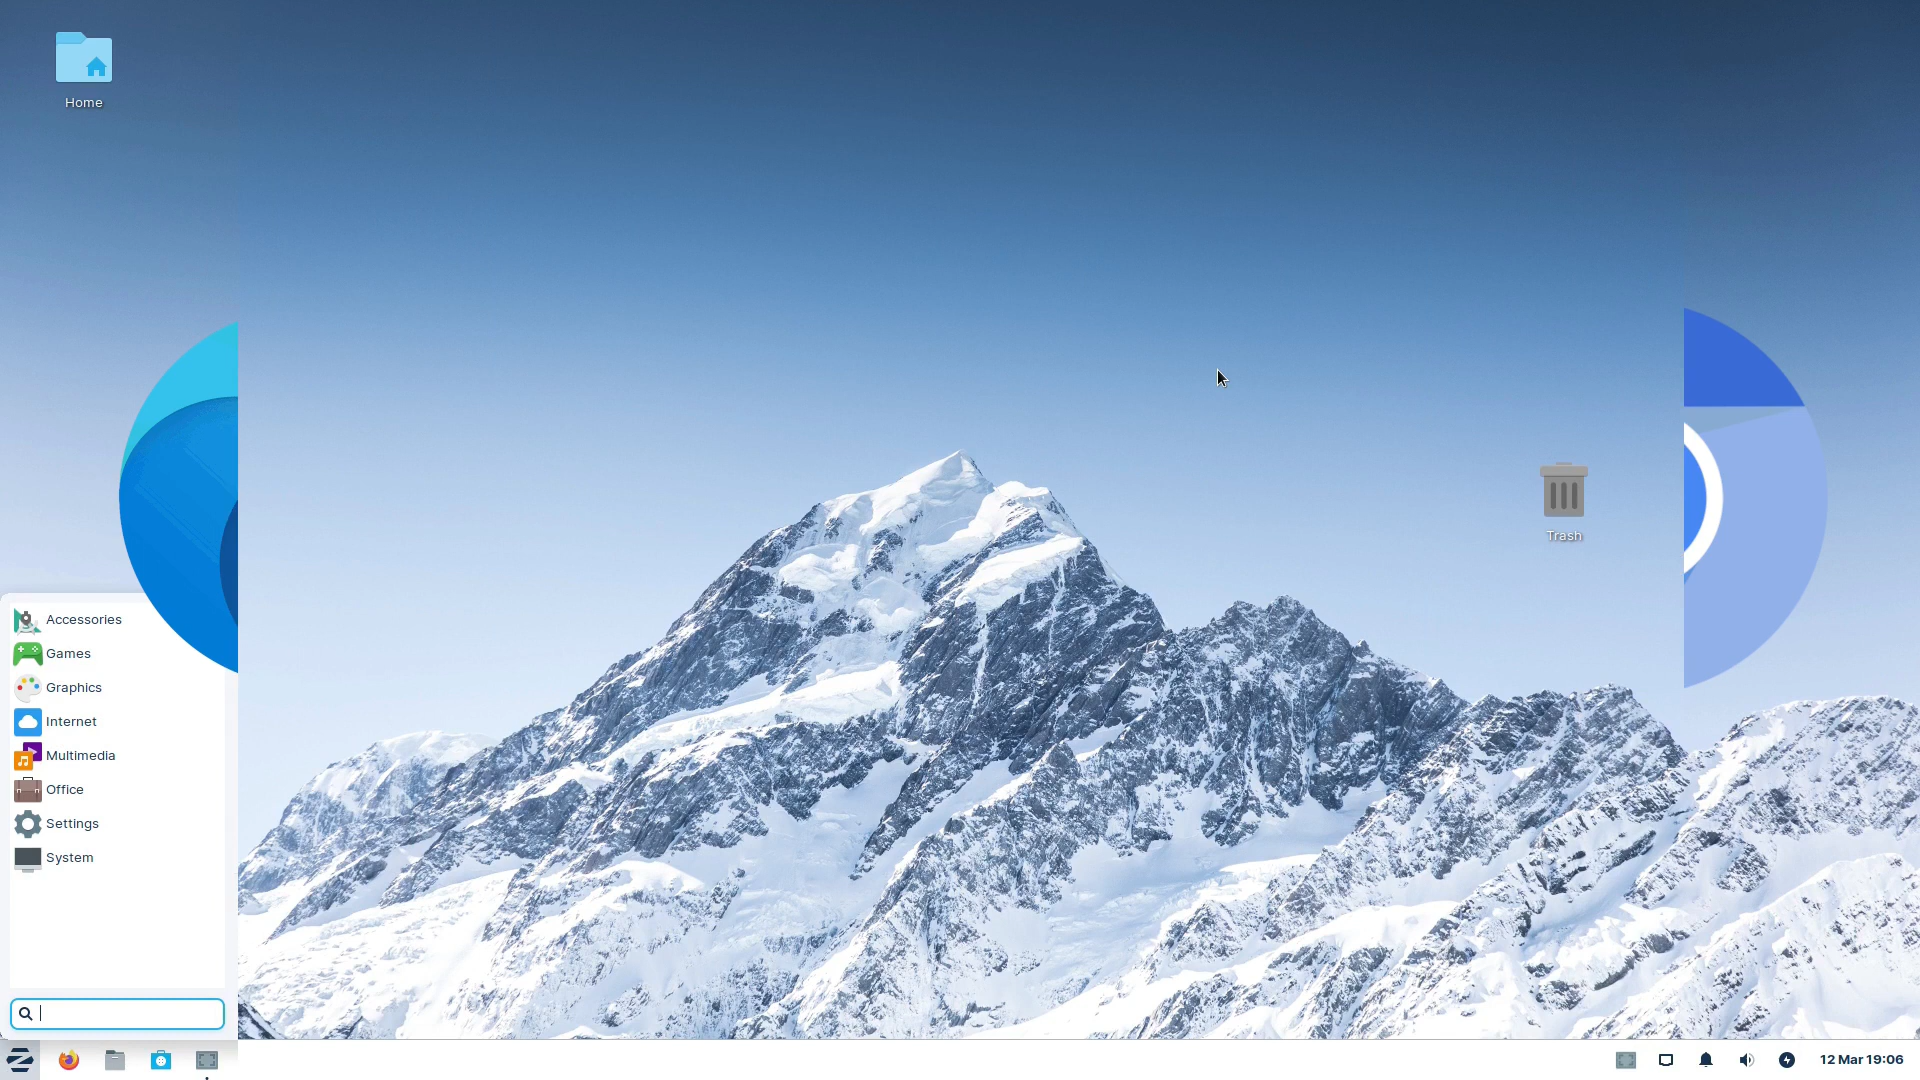 Home
Trash
Accessories
Games
Graphics
Internet
Multimedia
Office
Settings
System
12 Mar 19:06